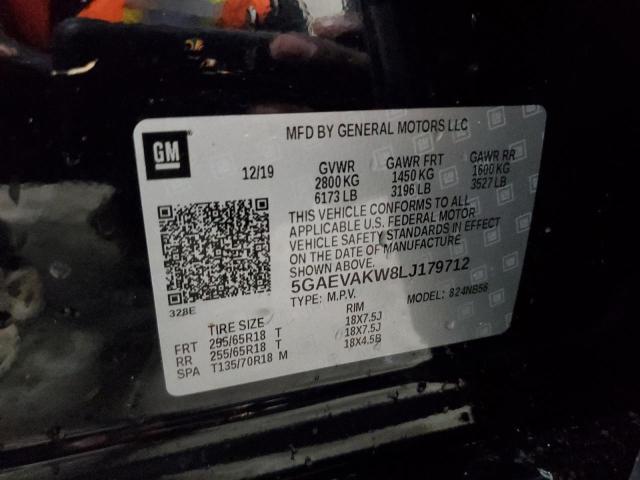 MFD BY GENERAL MOTORS LLC
GM
12/19
GVWR
2800 KG
6173 LB
GAWR FRT
1450 KG
3196 LB
GAWR RR
1600 KG
3527 LB
THIS VEHICLE CONFORMS TO ALL
APPLICABLE U.S. FEDERAL MOTOR
VEHICLE SAFETY STANDARDS IN EFFECT
ON THE DATE OF MANUFACTURE
SHOWN ABOVE.
5GAEVAKW8LJ179712
TYPE: M.P.V. MODEL: 824NB56
328E
TIRE SIZE RIM
FRT 255/65R18 T 18X7.5J
RR 255/65R18 T 18X7.5J
SPA T135/70R18 M 18X4.5B